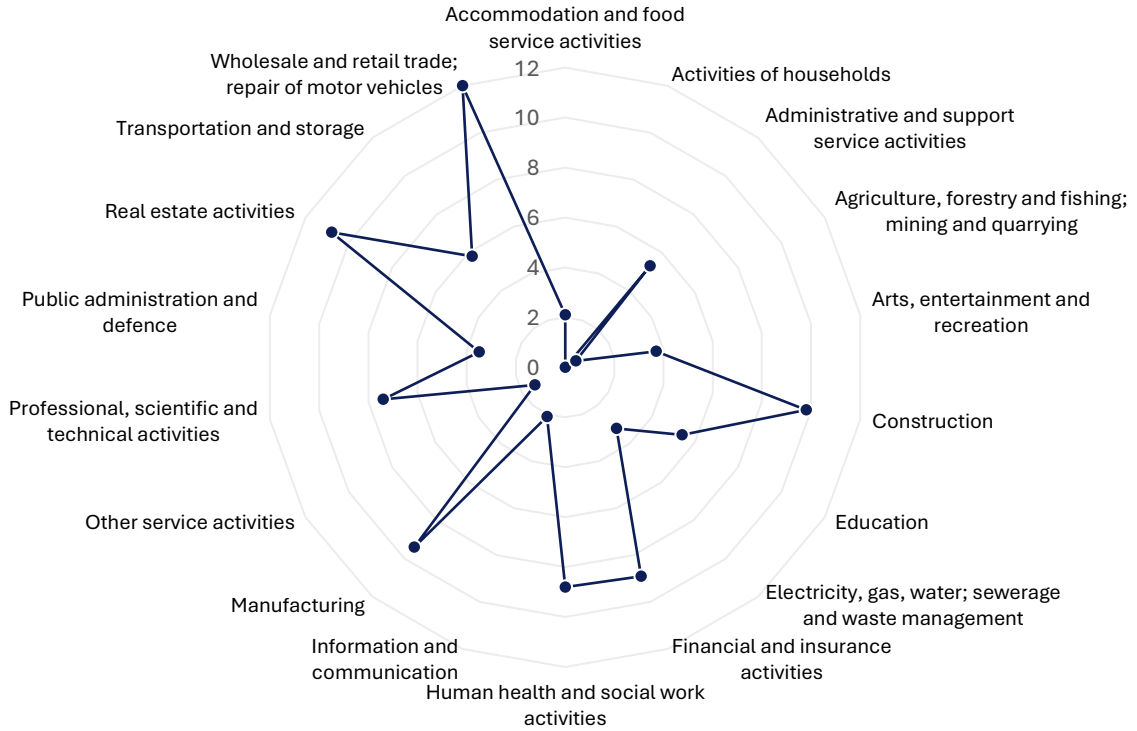 Accommodation and food
service activities
Activities of households
Administrative and support
service activities
Agriculture, forestry and fishing;
mining and quarrying
Arts, entertainment and
recreation
Construction
Education
Electricity, gas, water; sewerage
and waste management
Financial and insurance
activities
Human health and social work
activities
Information and
communication
Manufacturing
Other service activities
Professional, scientific and
technical activities
Public administration and
defence
Real estate activities
Transportation and storage
Wholesale and retail trade;
repair of motor vehicles
12
10
8
6
4
2
0